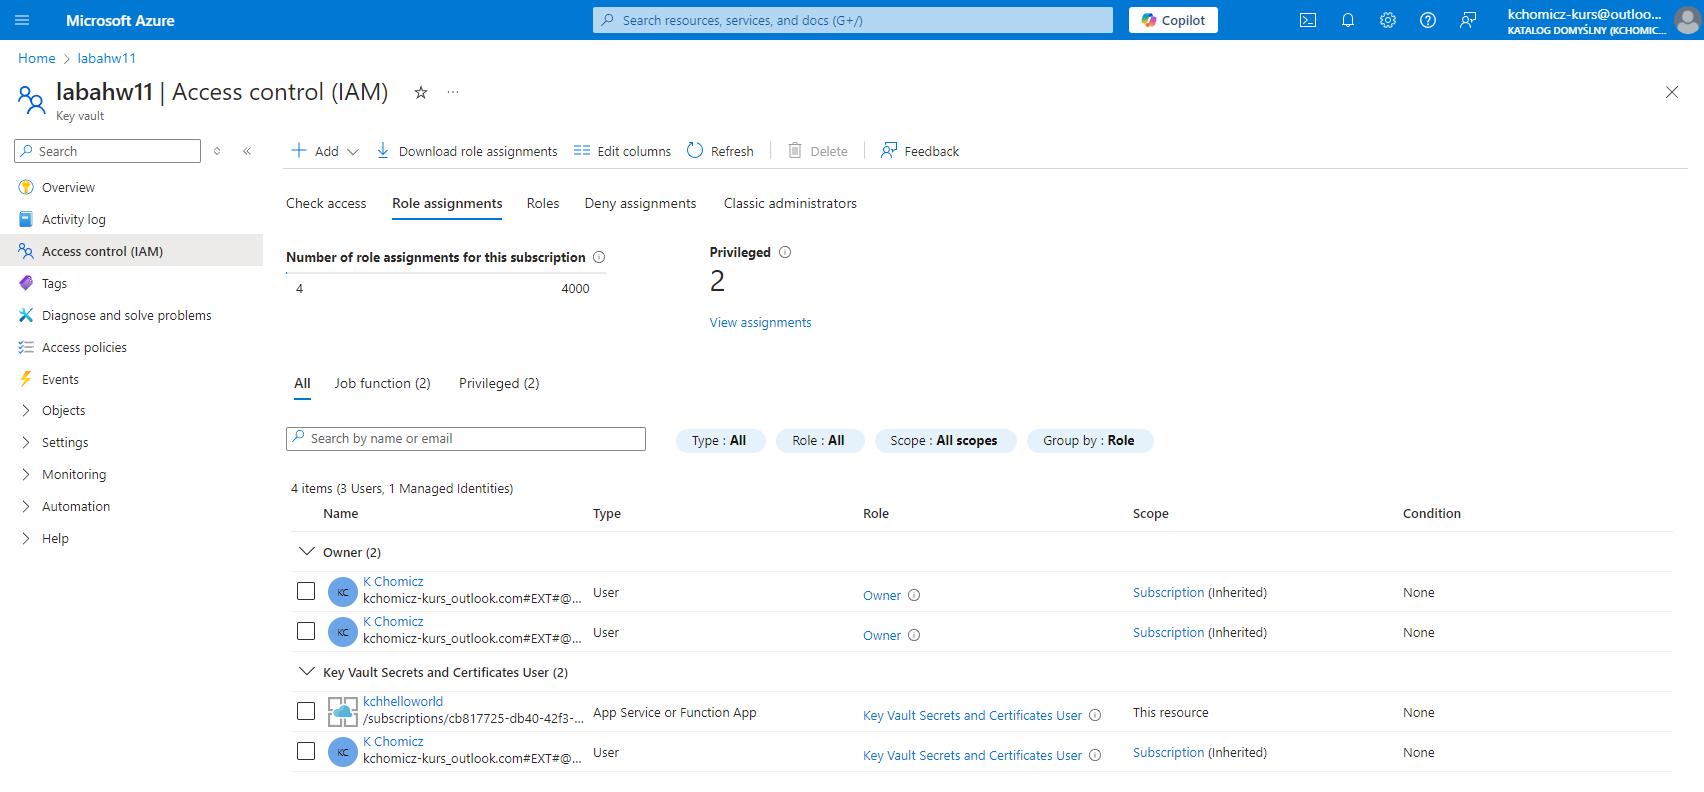 Microsoft Azure
Search resources, services, and docs (G+/)
Copilot
kchomicz-kurs@outloo...
KATALOG DOMYŚLNY (KCHOMIC...
Home > labahw11
labahw11 | Access control (IAM) ☆ ...
Key vault
Search
Add
Download role assignments
Edit columns
Refresh
Delete
Feedback
Overview
Activity log
Access control (IAM)
Tags
Diagnose and solve problems
Access policies
Events
Objects
Settings
Monitoring
Automation
Help
Check access Role assignments Roles Deny assignments Classic administrators
Number of role assignments for this subscription
4 4000
Privileged
2
View assignments
All Job function (2) Privileged (2)
Search by name or email
Type : All Role : All Scope : All scopes Group by : Role
4 items (3 Users, 1 Managed Identities)
Name Type Role Scope Condition
Owner (2)
KC K Chomicz
kchomicz-kurs_outlook.com#EXT#@... User Owner Subscription (Inherited) None
KC K Chomicz
kchomicz-kurs_outlook.com#EXT#@... User Owner Subscription (Inherited) None
Key Vault Secrets and Certificates User (2)
kchhelloworld
/subscriptions/cb817725-db40-42f3-... App Service or Function App Key Vault Secrets and Certificates User This resource None
KC K Chomicz
kchomicz-kurs_outlook.com#EXT#@... User Key Vault Secrets and Certificates User Subscription (Inherited) None